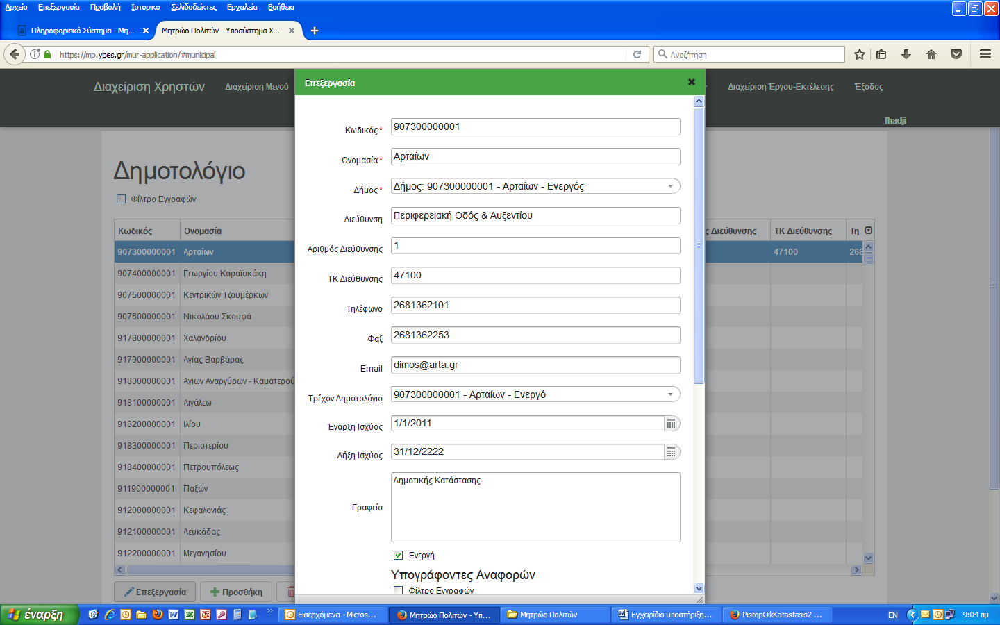 Αρχείο Επεξεργασία Προβολή Ιστορικο Σελιδοδείκτες Εργαλεία Βοήθεια
Πληροφοριακό Σύστημα - Μη... Μητρώο Πολιτών - Υποσύστημα Χ...
https://mp.ypes.gr/mur-application/#municipal Αναζήτηση
Διαχείριση Χρηστών Διαχείριση Μενού Διαχείριση Έργου-Εκτέλεσης Έξοδος
fhadji
Επεξεργασία
Δημοτολόγιο
Φίλτρο Εγγραφών
Κωδικός Ονομασία ς Διεύθυνσης ΤΚ Διεύθυνσης Τη
907300000001 Αρταίων 47100 268
907400000001 Γεωργίου Καραϊσκάκη
907500000001 Κεντρικών Τζουμέρκων
907600000001 Νικολάου Σκουφά
917800000001 Χαλανδρίου
917900000001 Αγίας Βαρβάρας
918000000001 Αγιων Αναργύρων - Καματερού
918100000001 Αιγάλεω
918200000001 Ιλίου
918300000001 Περιστερίου
918400000001 Πετρουπόλεως
911900000001 Παξών
912000000001 Κεφαλονιάς
912100000001 Λευκάδας
912200000001 Μεγανησίου
Επεξεργασία Προσθήκη
Κωδικός* 907300000001
Ονομασία* Αρταίων
Δήμος* Δήμος: 907300000001 - Αρταίων - Ενεργός
Διεύθυνση Περιφερειακή Οδός & Αυξεντίου
Αριθμός Διεύθυνσης 1
ΤΚ Διεύθυνσης 47100
Τηλέφωνο 2681362101
Φαξ 2681362253
Email dimos@arta.gr
Τρέχον Δημοτολόγιο 907300000001 - Αρταίων - Ενεργό
Έναρξη Ισχύος 1/1/2011
Λήξη Ισχύος 31/12/2222
Γραφείο Δημοτικής Κατάστασης
Ενεργή
Υπογράφοντες Αναφορών
Φίλτρο Εγγραφών
έναρξη Εισερχόμενα - Micros... Μητρώο Πολιτών - Υπ... Μητρώο Πολιτών Εγχειρίδιο υποστήριξη... PistopOikKatastasis2 ... EN 9:04 πμ